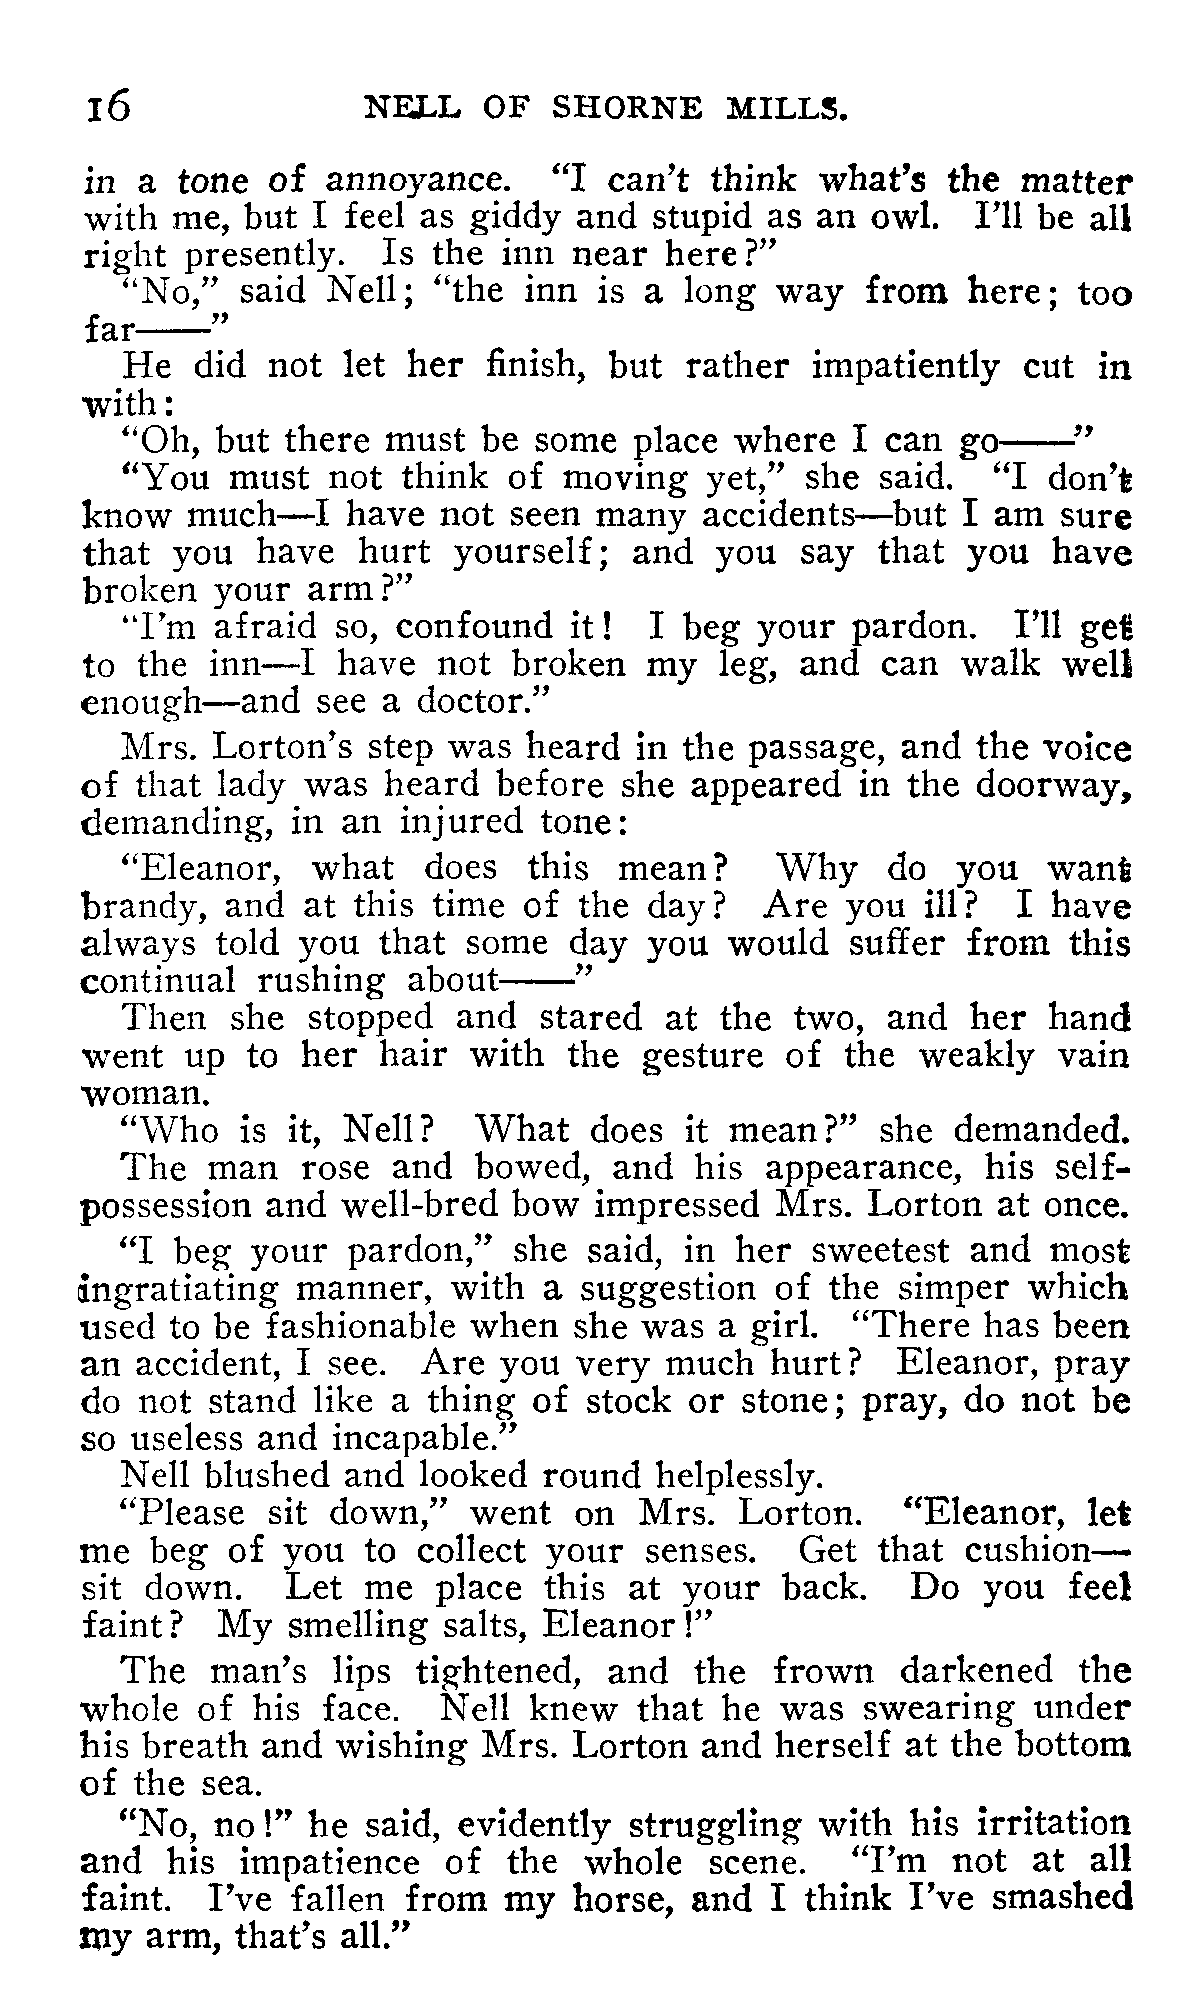 16 NELL OF SHORNE MILLS.
in a tone of annoyance. "I can't think what's the matter
with me, but I feel as giddy and stupid as an owl. I'll be all
right presently. Is the inn near here?"
"No," said Nell; "the inn is a long way from here; too
far——"
He did not let her finish, but rather impatiently cut in
with:
"Oh, but there must be some place where I can go——"
"You must not think of moving yet," she said. "I don't
know much—I have not seen many accidents—but I am sure
that you have hurt yourself; and you say that you have
broken your arm?"
"I'm afraid so, confound it! I beg your pardon. I'll get
to the inn—I have not broken my leg, and can walk well
enough—and see a doctor."
Mrs. Lorton's step was heard in the passage, and the voice
of that lady was heard before she appeared in the doorway,
demanding, in an injured tone:
"Eleanor, what does this mean? Why do you want
brandy, and at this time of the day? Are you ill? I have
always told you that some day you would suffer from this
continual rushing about——"
Then she stopped and stared at the two, and her hand
went up to her hair with the gesture of the weakly vain
woman.
"Who is it, Nell? What does it mean?" she demanded.
The man rose and bowed, and his appearance, his self-
possession and well-bred bow impressed Mrs. Lorton at once.
"I beg your pardon," she said, in her sweetest and most
ingratiating manner, with a suggestion of the simper which
used to be fashionable when she was a girl. "There has been
an accident, I see. Are you very much hurt? Eleanor, pray
do not stand like a thing of stock or stone; pray, do not be
so useless and incapable."
Nell blushed and looked round helplessly.
"Please sit down," went on Mrs. Lorton. "Eleanor, let
me beg of you to collect your senses. Get that cushion—
sit down. Let me place this at your back. Do you feel
faint? My smelling salts, Eleanor!"
The man's lips tightened, and the frown darkened the
whole of his face. Nell knew that he was swearing under
his breath and wishing Mrs. Lorton and herself at the bottom
of the sea.
"No, no!" he said, evidently struggling with his irritation
and his impatience of the whole scene. "I'm not at all
faint. I've fallen from my horse, and I think I've smashed
my arm, that's all."